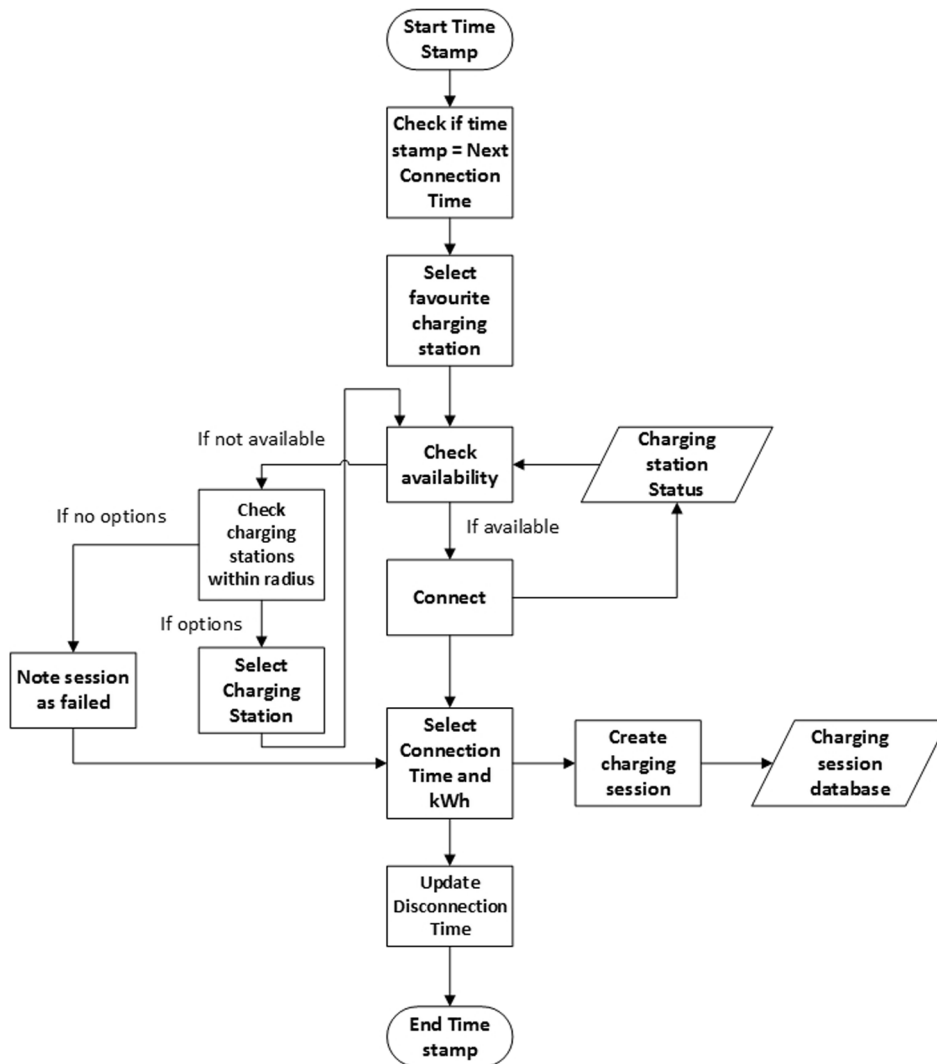 Start Time
Stamp
Check if time
stamp = Next
Connection
Time
Select
favourite
charging
station
If not available
Check
availability
Charging
station
Status
If no options
Check
charging
stations
within radius
If available
Connect
If options
Note session
as failed
Select
Charging
Station
Select
Connection
Time and
kWh
Create
charging
session
Charging
session
database
Update
Disconnection
Time
End Time
stamp